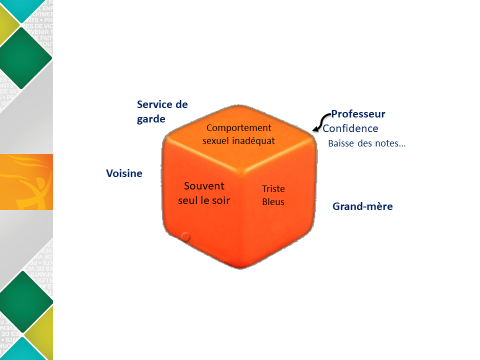 Service de
garde
Professeur
Confidence
Baisse des notes...
Comportement
sexuel inadéquat
Voisine
Souvent
seul le soir
Triste
Bleus
Grand-mère